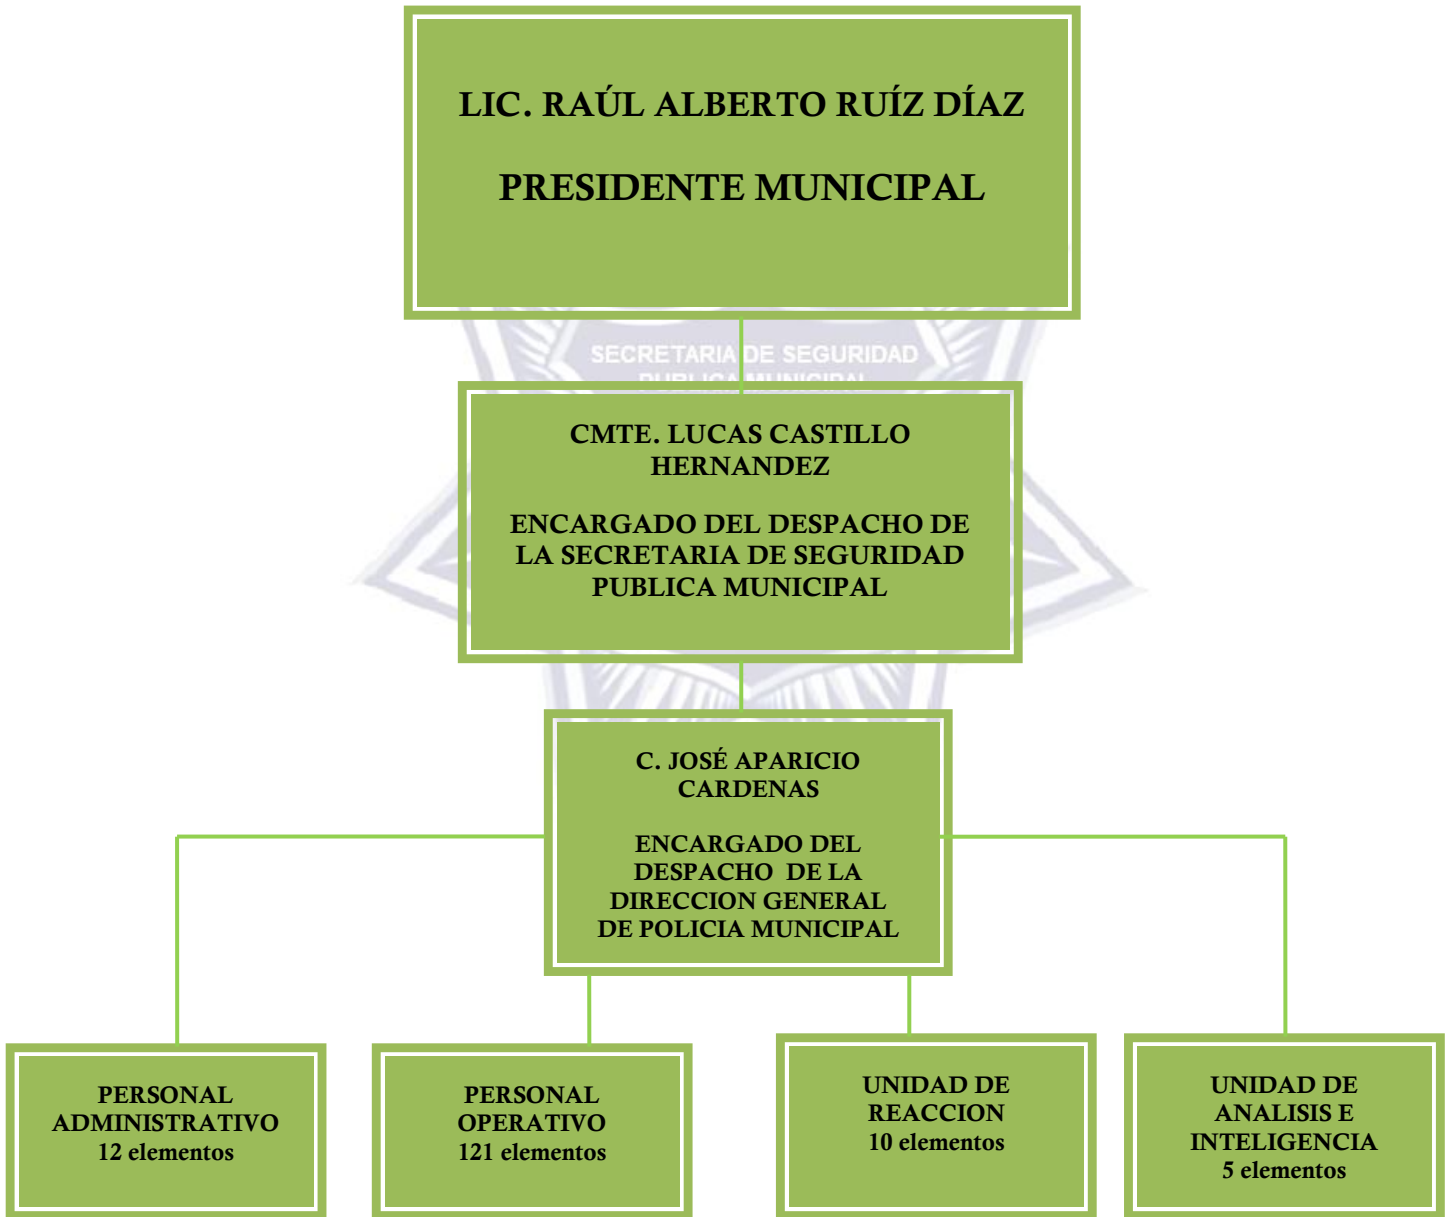 LIC. RAÚL ALBERTO RUÍZ DÍAZ
PRESIDENTE MUNICIPAL
SECRETARIA DE SEGURIDAD
PUBLICA MUNICIPAL
CMTE. LUCAS CASTILLO
HERNANDEZ
ENCARGADO DEL DESPACHO DE
LA SECRETARIA DE SEGURIDAD
PUBLICA MUNICIPAL
C. JOSÉ APARICIO
CARDENAS
ENCARGADO DEL
DESPACHO DE LA
DIRECCION GENERAL
DE POLICIA MUNICIPAL
PERSONAL
ADMINISTRATIVO
12 elementos
PERSONAL
OPERATIVO
121 elementos
UNIDAD DE
REACCION
10 elementos
UNIDAD DE
ANALISIS E
INTELIGENCIA
5 elementos